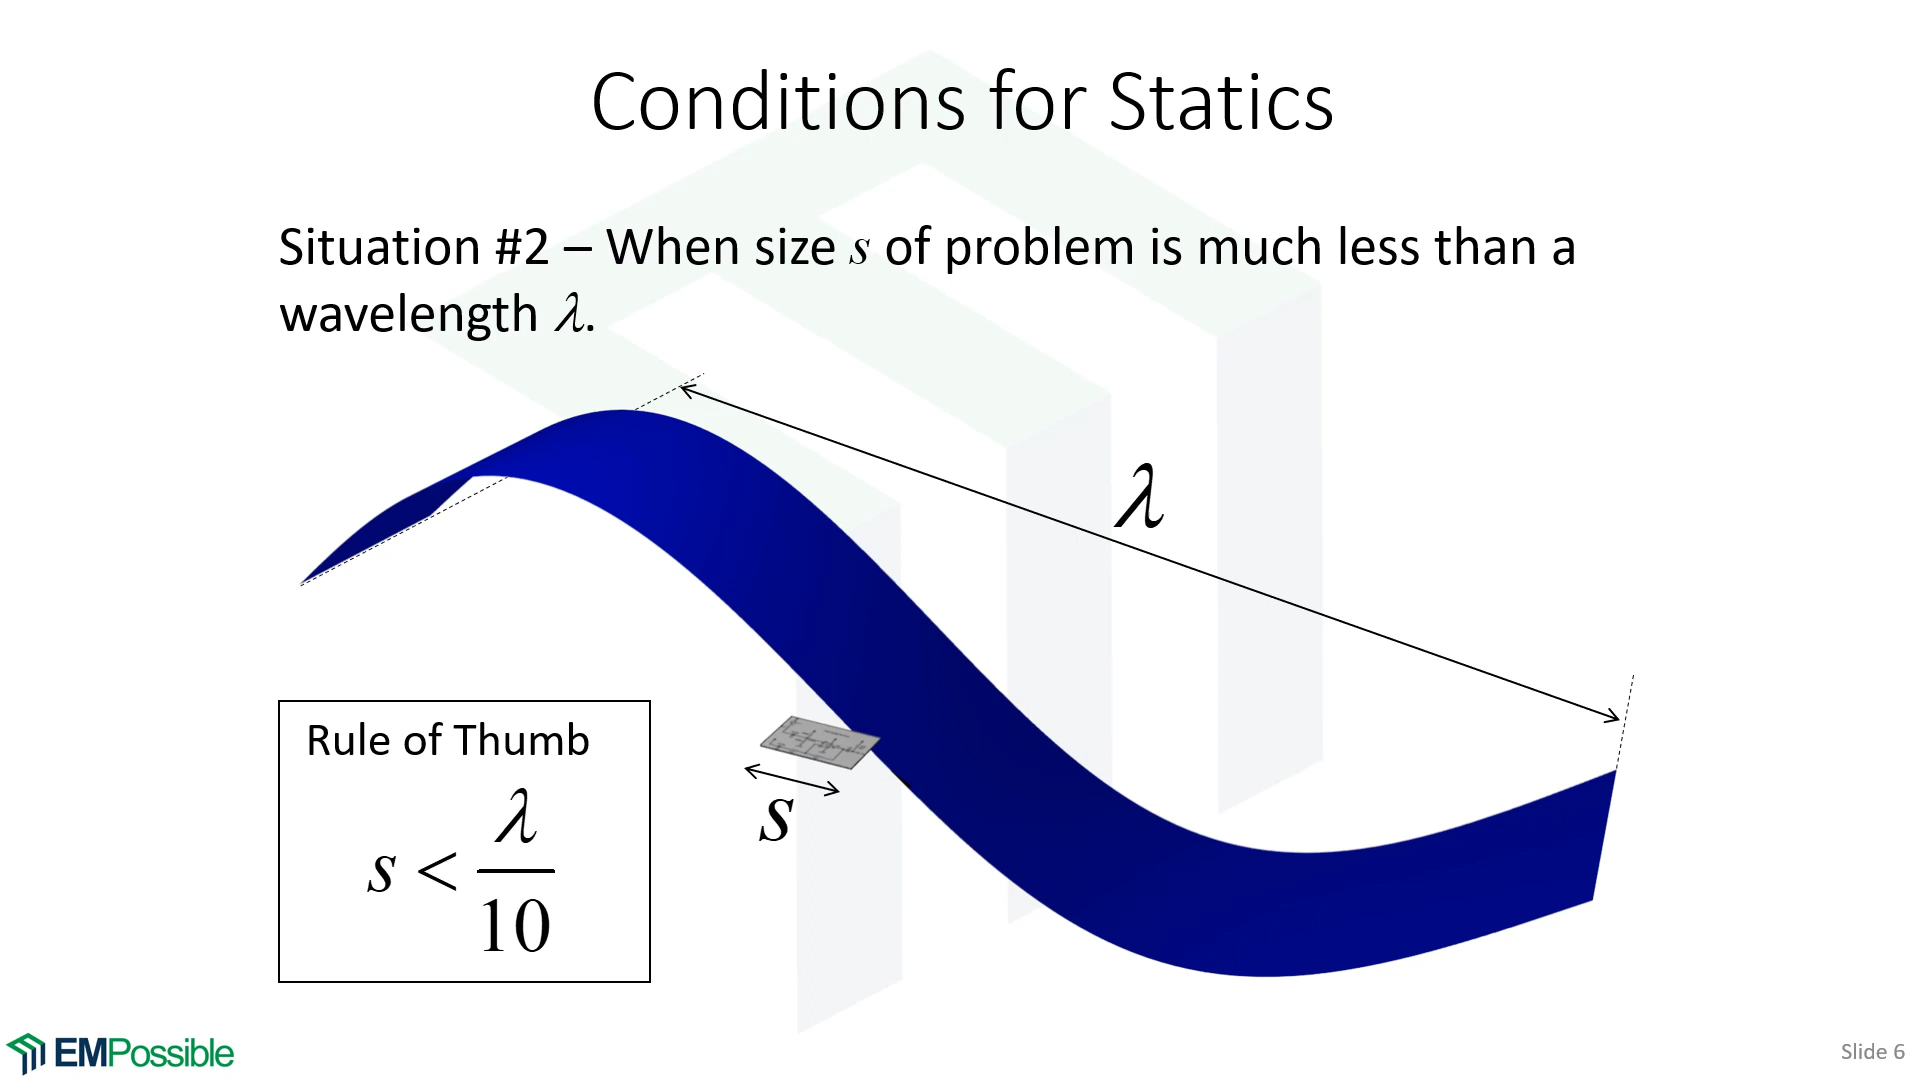 Conditions for Statics
Situation #2 – When size s of problem is much less than a
wavelength λ.
λ
s
Rule of Thumb
s < λ/10
EMPossible
Slide 6